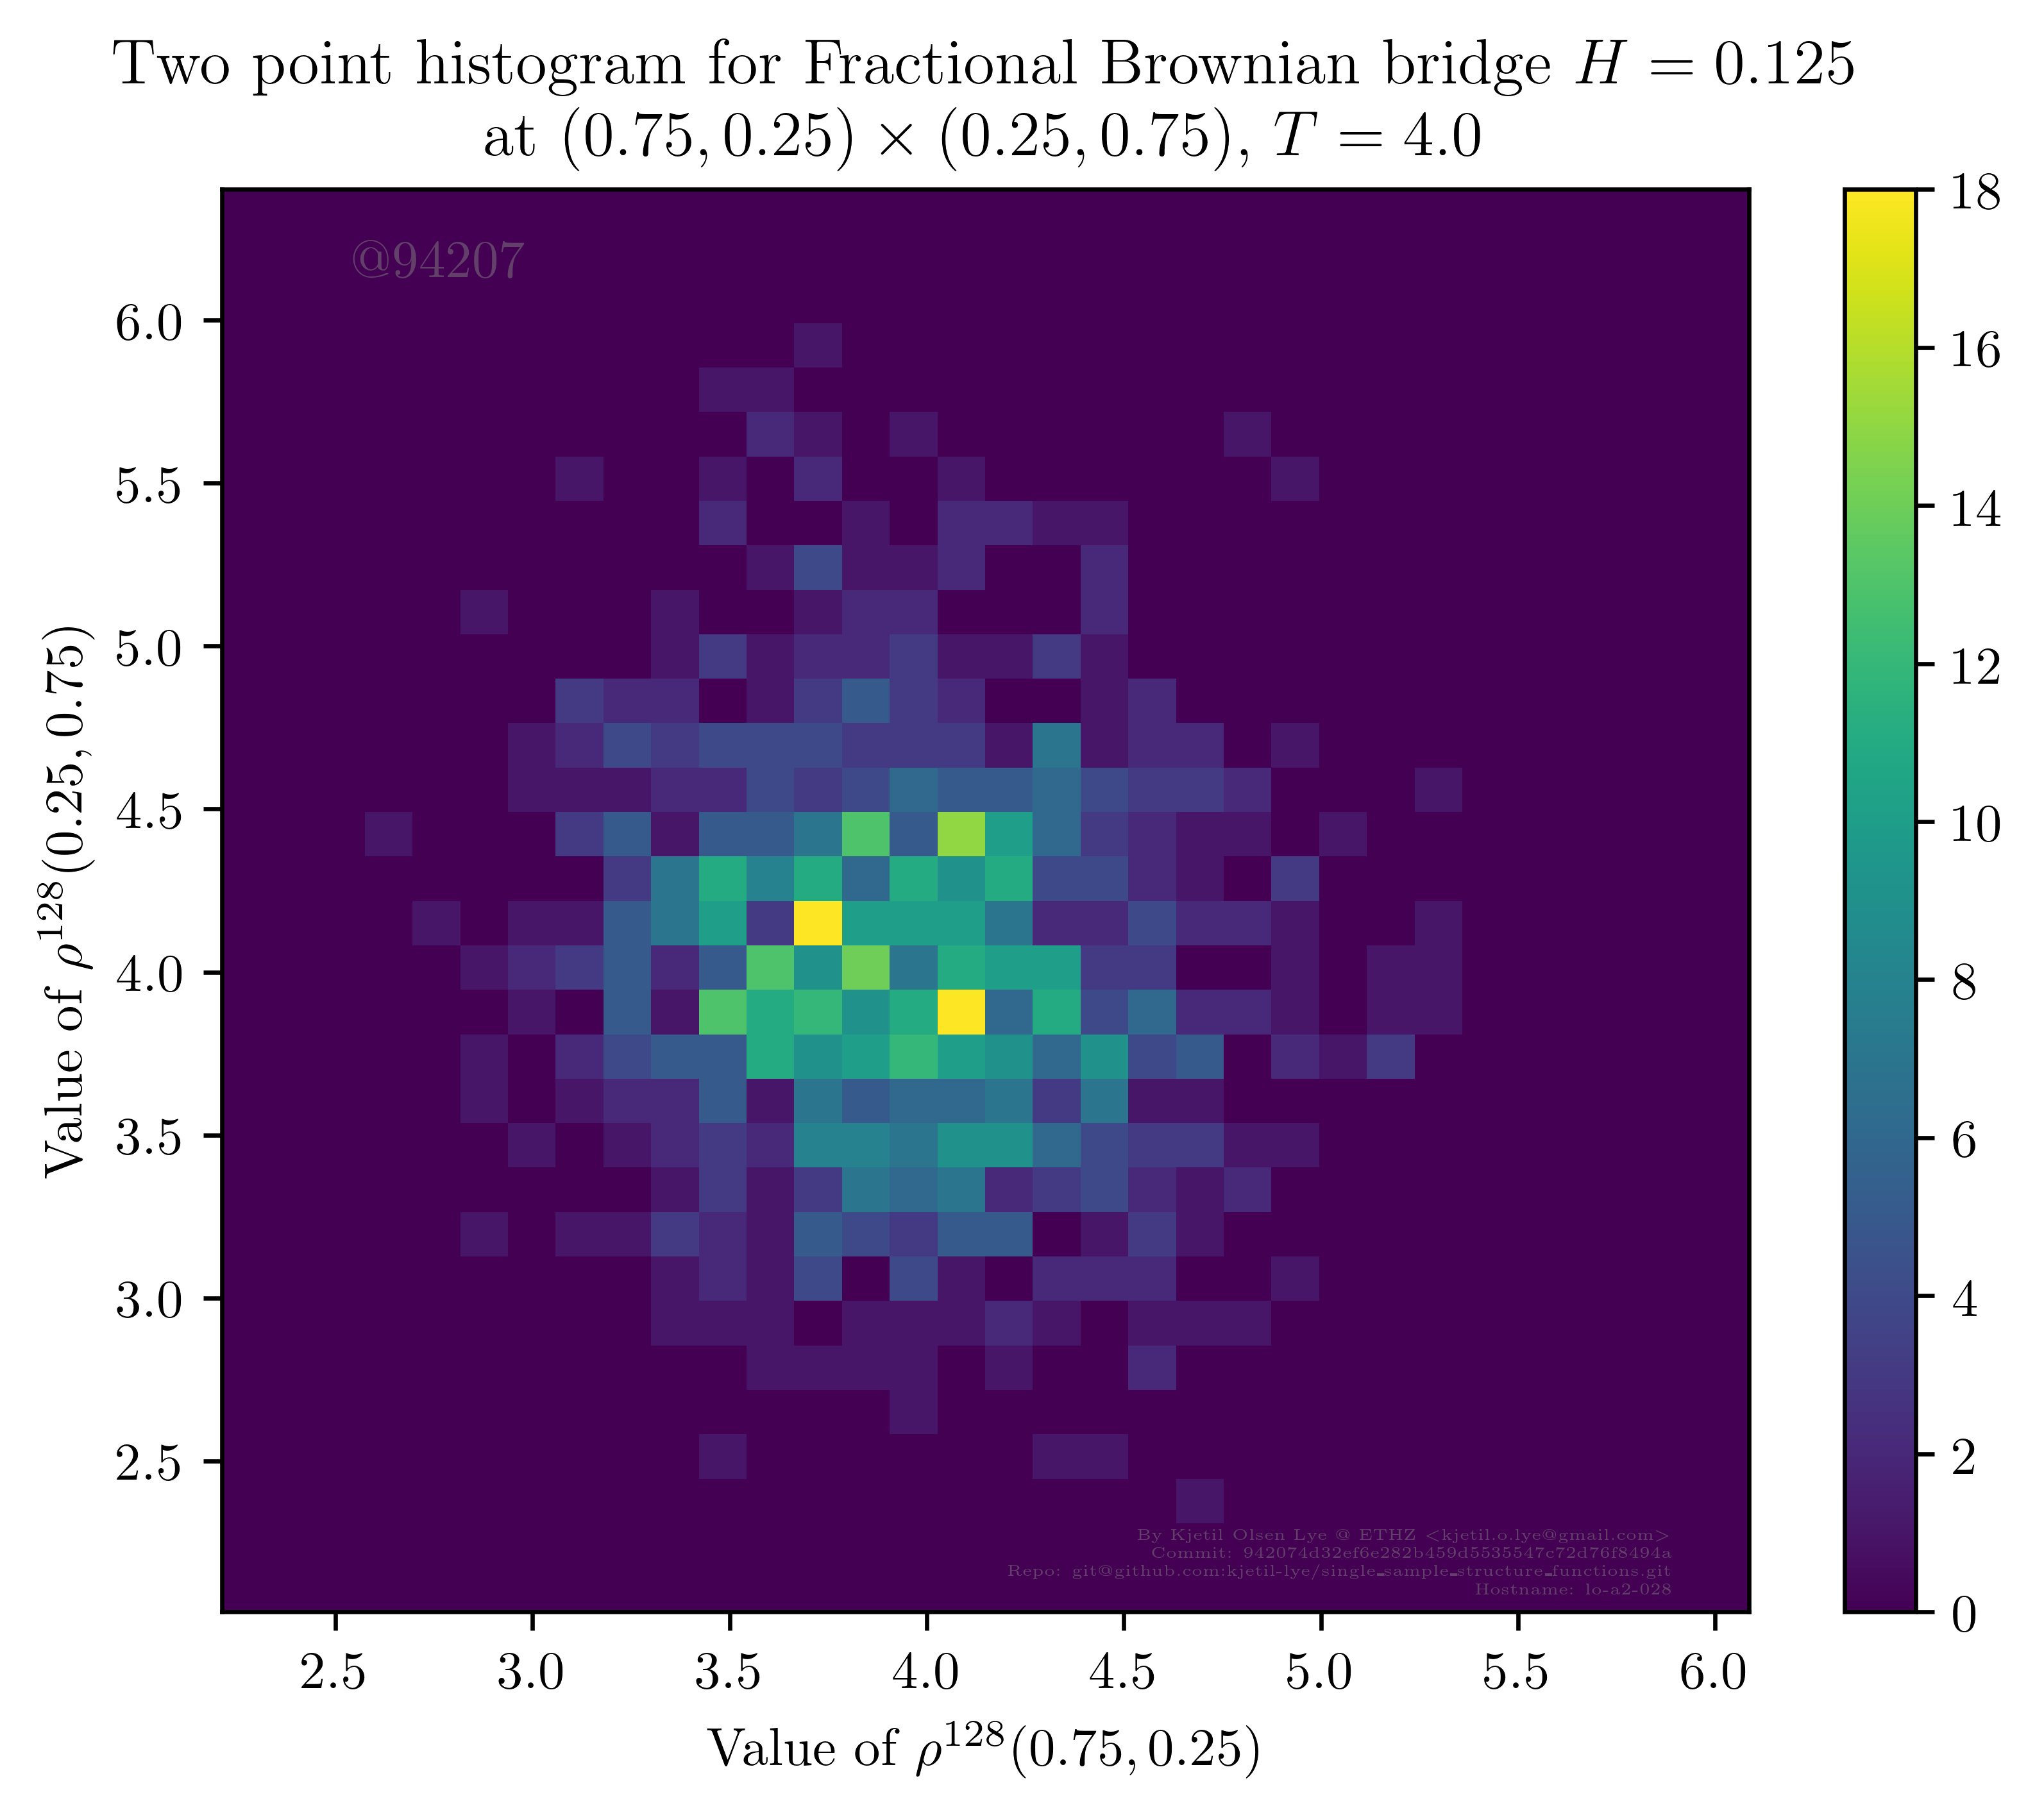 Two point histogram for Fractional Brownian bridge H = 0.125
at (0.75, 0.25) × (0.25, 0.75), T = 4.0
@94207
18
16
14
12
10
8
6
4
2
0
6.0
5.5
5.0
4.5
4.0
3.5
3.0
2.5
Value of ρ¹²⁸(0.25, 0.75)
By Kjetil Olsen Lye @ ETHZ <kjetil.o.lye@gmail.com>
Commit: 942074d32ef6e282b459d5535547c72d76f8494a
Repo: git@github.com:kjetil-lye/single_sample_structure_functions.git
Hostname: lo-a2-028
2.5 3.0 3.5 4.0 4.5 5.0 5.5 6.0
Value of ρ¹²⁸(0.75, 0.25)